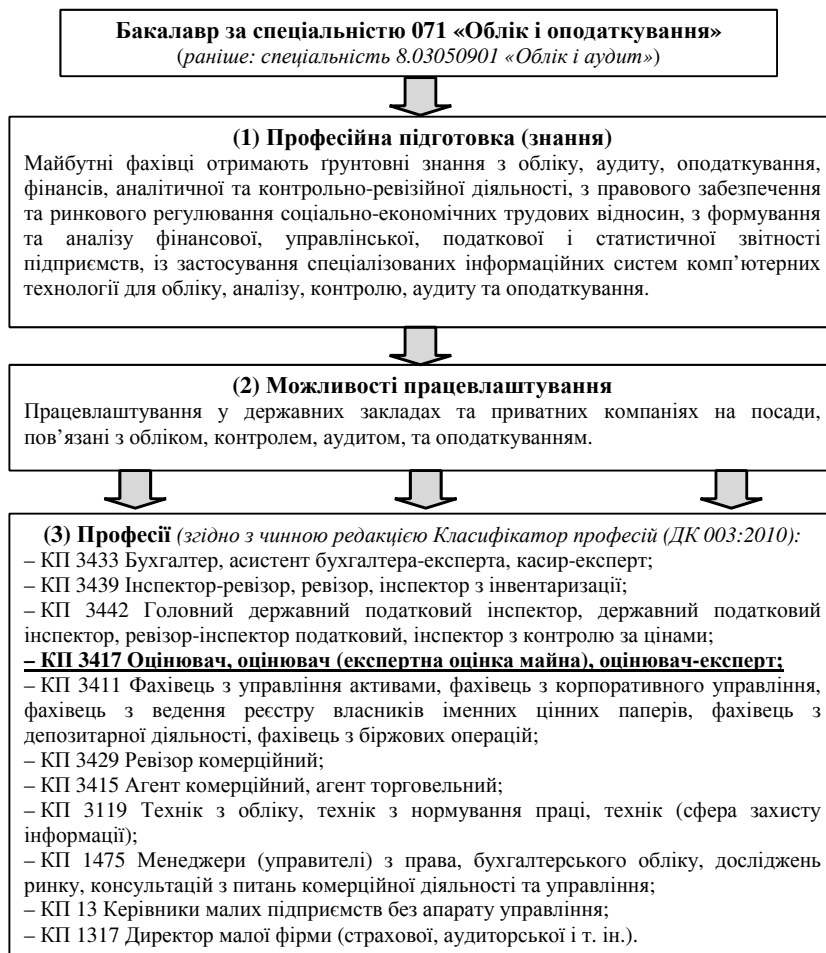 Бакалавр за спеціальністю 071 «Облік і оподаткування»
(раніше: спеціальність 8.03050901 «Облік і аудит»)
(1) Професійна підготовка (знання)
Майбутні фахівці отримають ґрунтовні знання з обліку, аудиту, оподаткування,
фінансів, аналітичної та контрольно-ревізійної діяльності, з правового забезпечення
та ринкового регулювання соціально-економічних трудових відносин, з формування
та аналізу фінансової, управлінської, податкової і статистичної звітності
підприємств, із застосування спеціалізованих інформаційних систем комп’ютерних
технології для обліку, аналізу, контролю, аудиту та оподаткування.
(2) Можливості працевлаштування
Працевлаштування у державних закладах та приватних компаніях на посади,
пов’язані з обліком, контролем, аудитом, та оподаткуванням.
(3) Професії (згідно з чинною редакцією Класифікатор професій (ДК 003:2010):
– КП 3433 Бухгалтер, асистент бухгалтера-експерта, касир-експерт;
– КП 3439 Інспектор-ревізор, ревізор, інспектор з інвентаризації;
– КП 3442 Головний державний податковий інспектор, державний податковий
інспектор, ревізор-інспектор податковий, інспектор з контролю за цінами;
– КП 3417 Оцінювач, оцінювач (експертна оцінка майна), оцінювач-експерт;
– КП 3411 Фахівець з управління активами, фахівець з корпоративного управління,
фахівець з ведення реєстру власників іменних цінних паперів, фахівець з
депозитарної діяльності, фахівець з біржових операцій;
– КП 3429 Ревізор комерційний;
– КП 3415 Агент комерційний, агент торговельний;
– КП 3119 Технік з обліку, технік з нормування праці, технік (сфера захисту
інформації);
– КП 1475 Менеджери (управителі) з права, бухгалтерського обліку, досліджень
ринку, консультацій з питань комерційної діяльності та управління;
– КП 13 Керівники малих підприємств без апарату управління;
– КП 1317 Директор малої фірми (страхової, аудиторської і т. ін.).